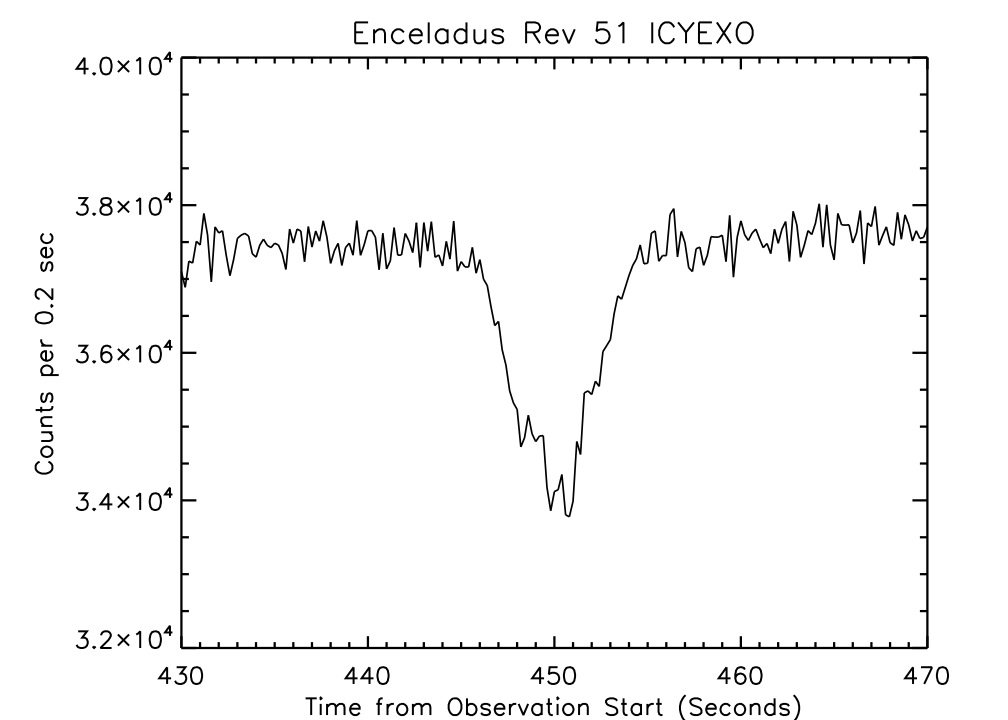 Enceladus Rev 51 ICYEXO
4.0×10⁴
3.8×10⁴
3.6×10⁴
3.4×10⁴
3.2×10⁴
Counts per 0.2 sec
430 440 450 460 470
Time from Observation Start (Seconds)